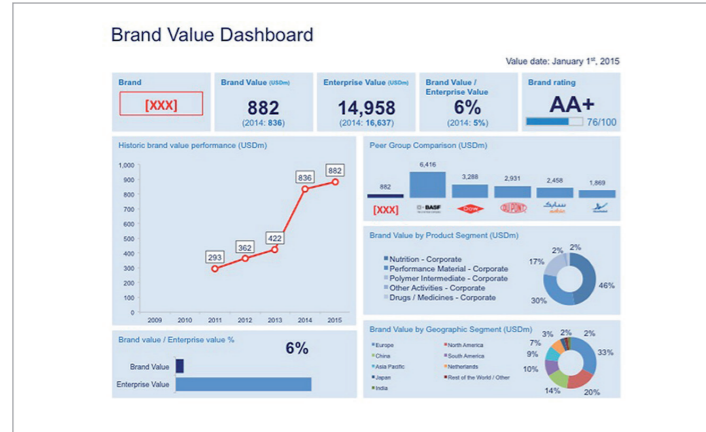 Brand Value Dashboard
Value date: January 1st, 2015
Brand
[XXX]
Brand Value (USDm)
882
(2014: 836)
Enterprise Value (USDm)
14,958
(2014: 16,637)
Brand Value /
Enterprise Value
6%
(2014: 5%)
Brand rating
AA+
76/100
Historic brand value performance (USDm)
1,000
900
800
700
600
500
400
300
200
100
0
293
362
422
836
882
2009 2010 2011 2012 2013 2014 2015
Peer Group Comparison (USDm)
882 6,416 3,288 2,931 2,458 1,869
[XXX] BASF
Brand Value by Product Segment (USDm)
Nutrition - Corporate
Performance Material - Corporate
Polymer Intermediate - Corporate
Other Activities - Corporate
Drugs / Medicines - Corporate
2% 2%
17%
46%
30%
Brand value / Enterprise value %
6%
Brand Value
Enterprise Value
Brand Value by Geographic Segment (USDm)
Europe North America
China South America
Asia Pacific Netherlands
Japan Rest of the World / Other
India
3% 2% 2%
7%
33%
9%
10%
14% 20%